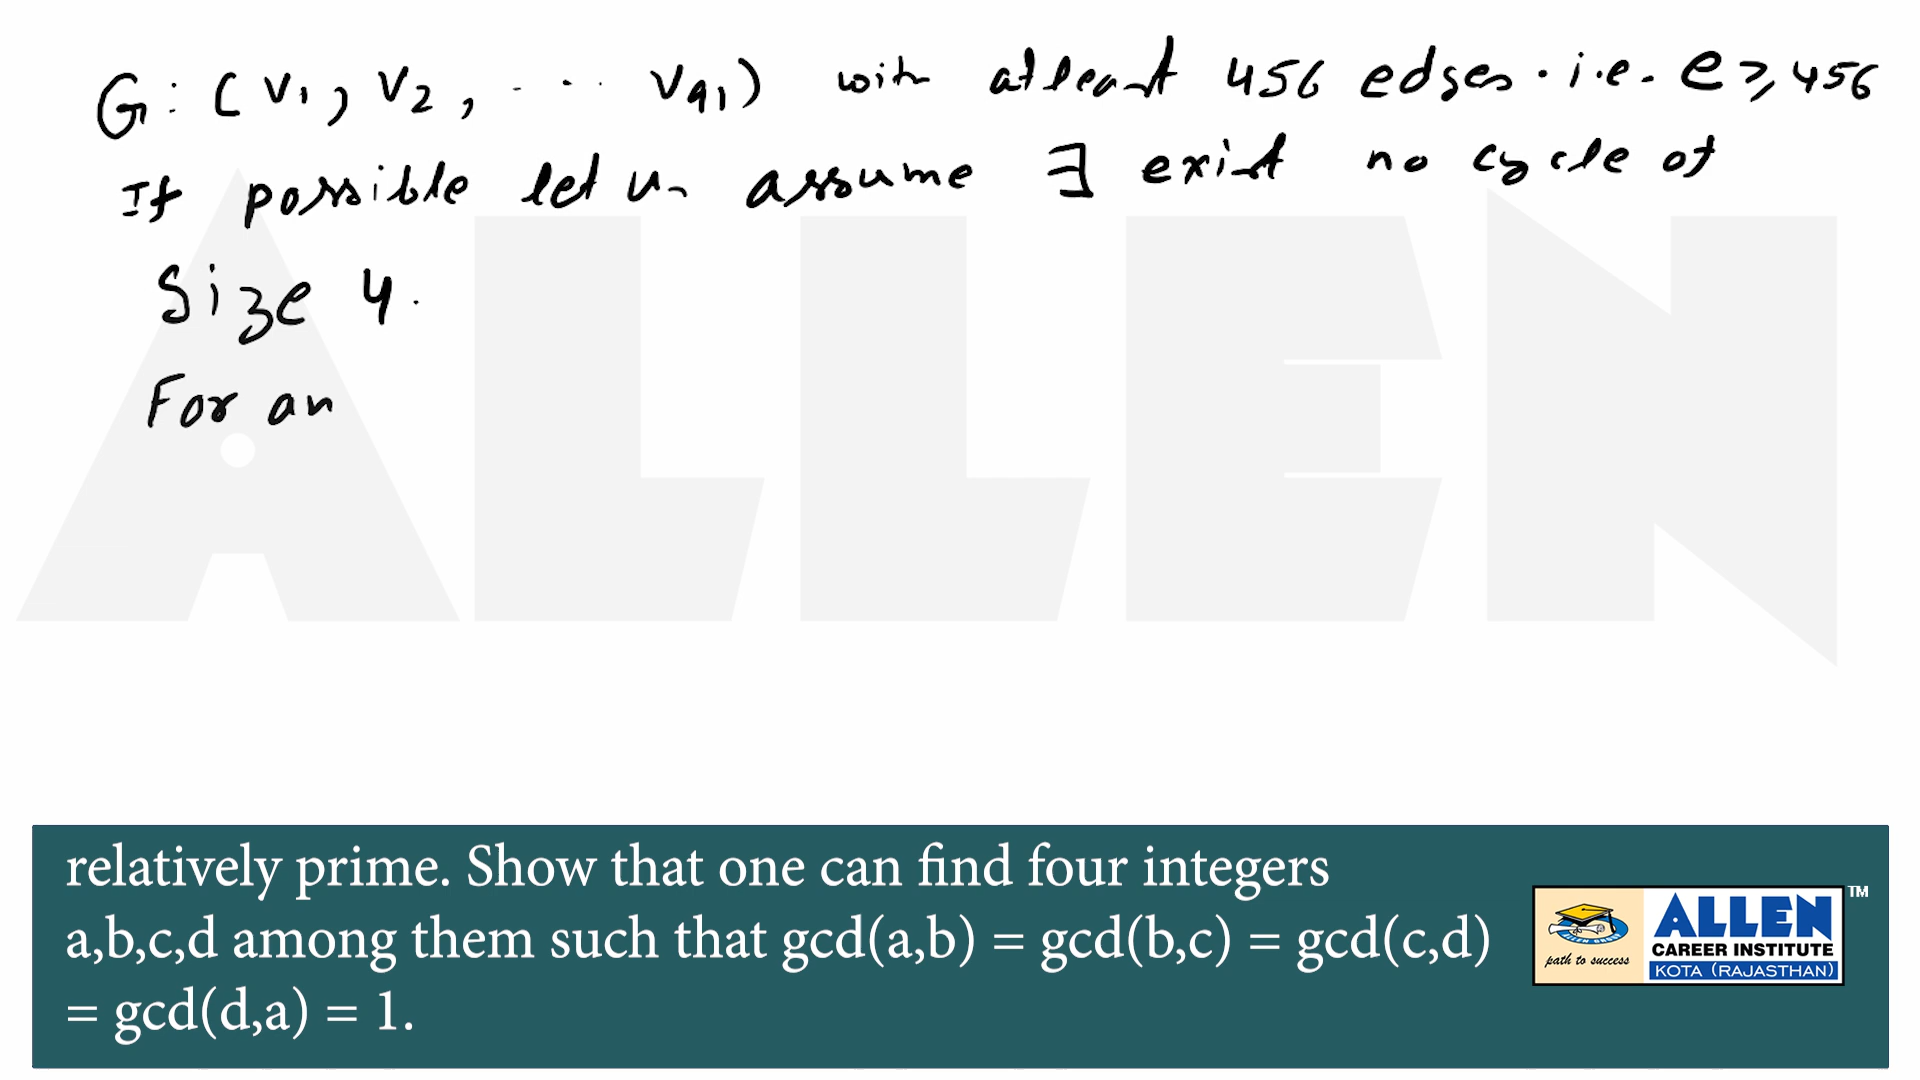 G : ( V1, V2, ... V91) with atleast 456 edges. i.e. e ≥ 456
If possible let us assume ∃ exist no cycle of
Size 4.
For an
ALLEN
relatively prime. Show that one can find four integers
a,b,c,d among them such that gcd(a,b) = gcd(b,c) = gcd(c,d)
= gcd(d,a) = 1.
path to success
ALLEN
TM
CAREER INSTITUTE
KOTA (RAJASTHAN)